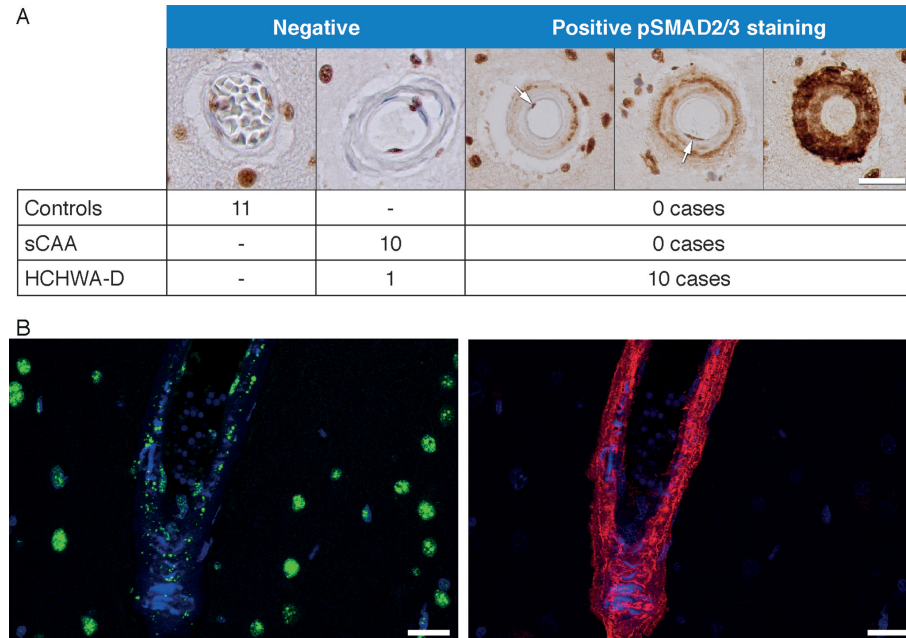 A
Negative Positive pSMAD2/3 staining
Controls 11 - 0 cases
sCAA - 10 0 cases
HCHWA-D - 1 10 cases
B